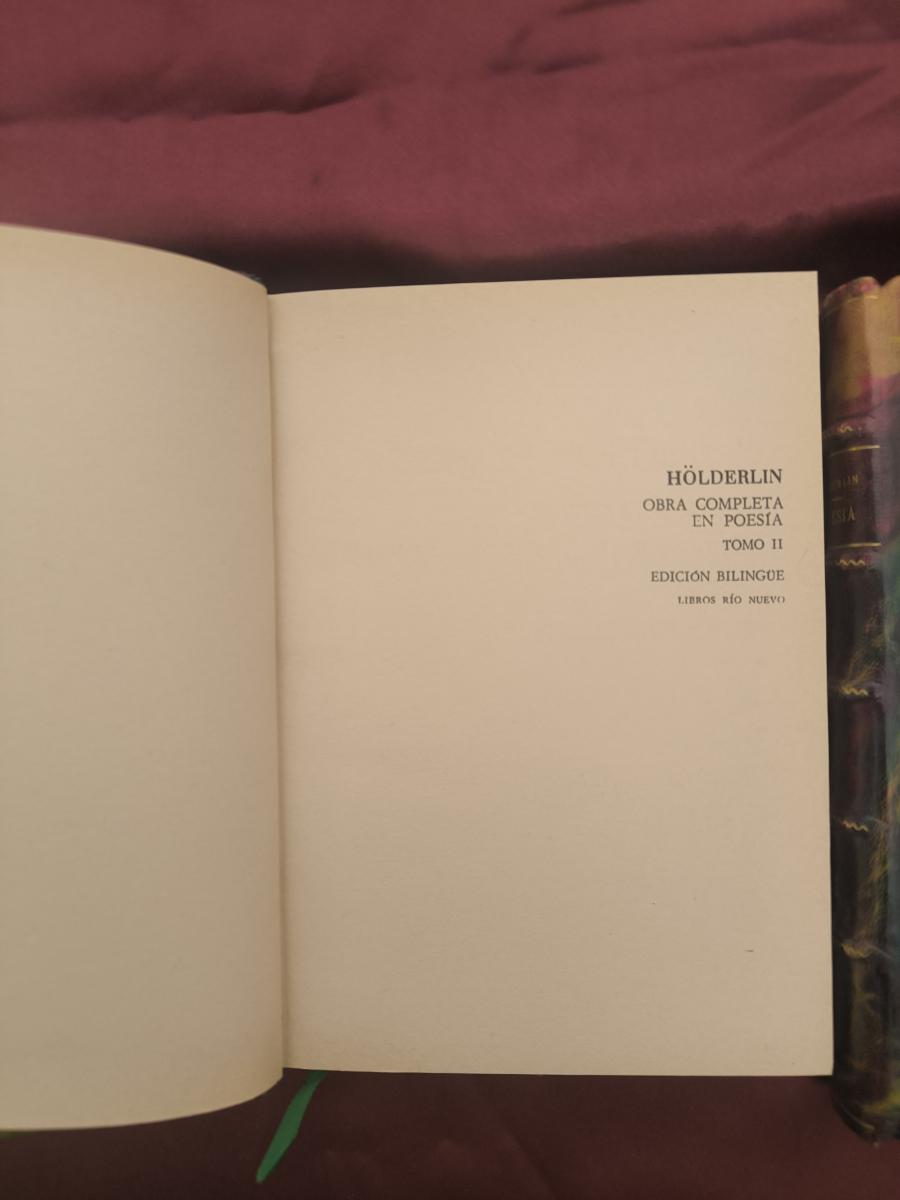 HÖLDERLIN
OBRA COMPLETA
EN POESÍA
TOMO II
EDICIÓN BILINGÜE
LIBROS RÍO NUEVO